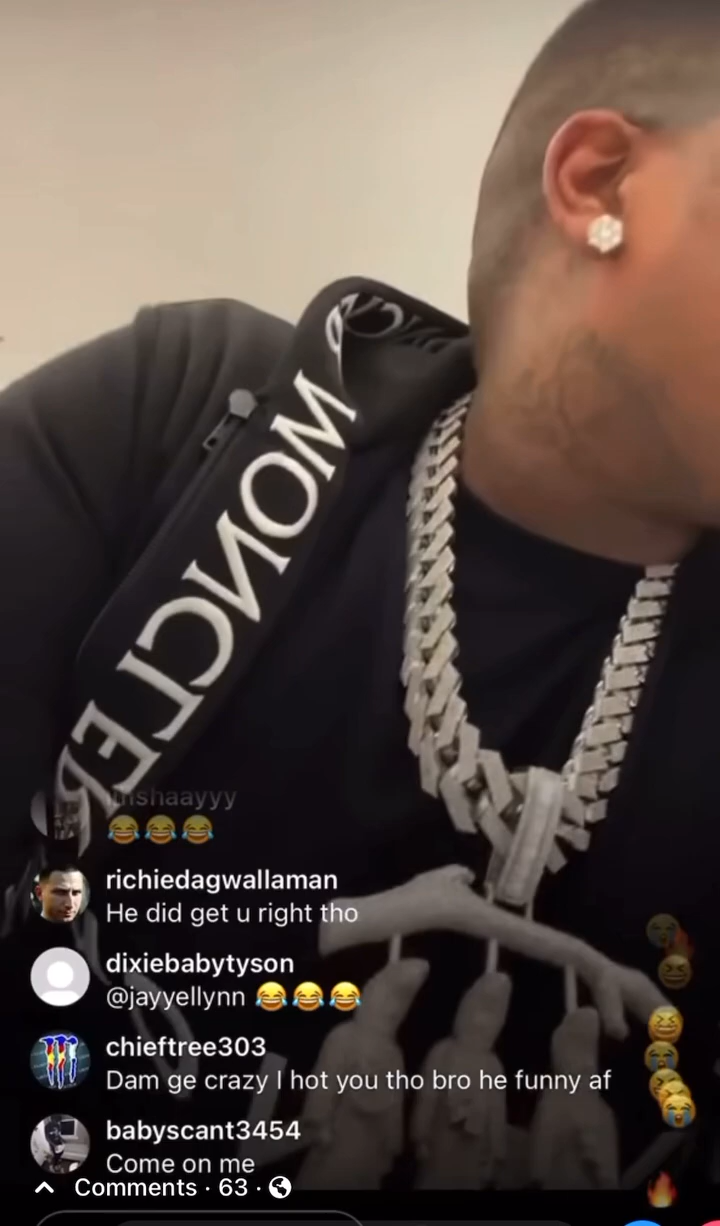 MONCLER
😂😂😂
richiedagwallaman
He did get u right tho
dixiebabytyson
@jayyellynn 😂😂😂
chieftree303
Dam ge crazy I hot you tho bro he funny af
babyscant3454
Come on me
Comments · 63 ·